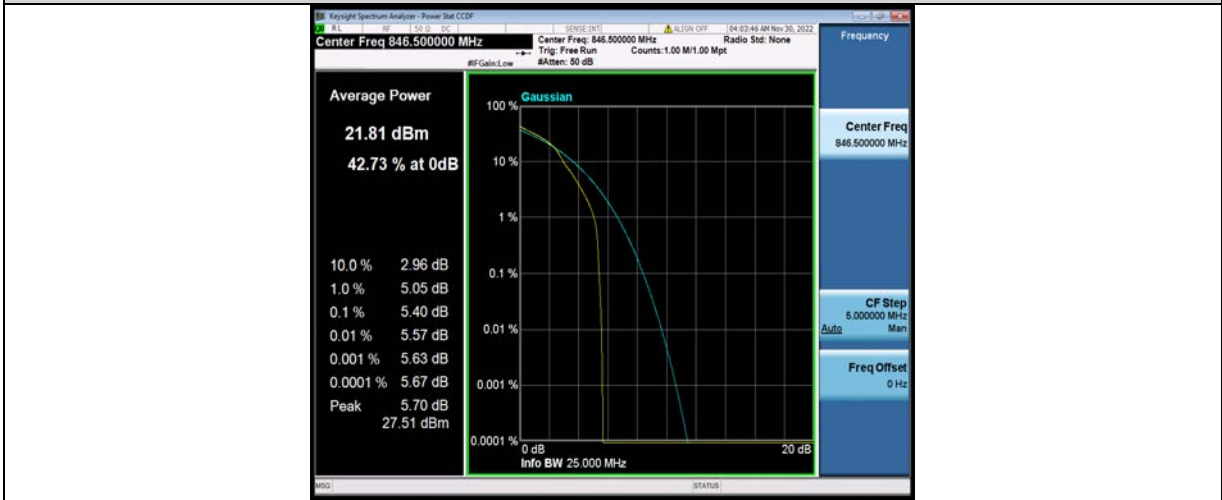 Keysight Spectrum Analyzer - Power Stat CCDF
RL RF 50 Ω DC SENSE:INT ALIGN OFF 04:03:46 AM Nov 30, 2022
Center Freq 846.500000 MHz
Center Freq: 846.500000 MHz Radio Std: None
Trig: Free Run Counts:1.00 M/1.00 Mpt
#IFGain:Low #Atten: 50 dB
Frequency
Average Power
21.81 dBm
42.73 % at 0dB
10.0 % 2.96 dB
1.0 % 5.05 dB
0.1 % 5.40 dB
0.01 % 5.57 dB
0.001 % 5.63 dB
0.0001 % 5.67 dB
Peak 5.70 dB
27.51 dBm
Gaussian
100 %
10 %
1 %
0.1 %
0.01 %
0.001 %
0.0001 %
0 dB 20 dB
Info BW 25.000 MHz
Center Freq
846.500000 MHz
CF Step
5.000000 MHz
Auto Man
Freq Offset
0 Hz
MSG STATUS